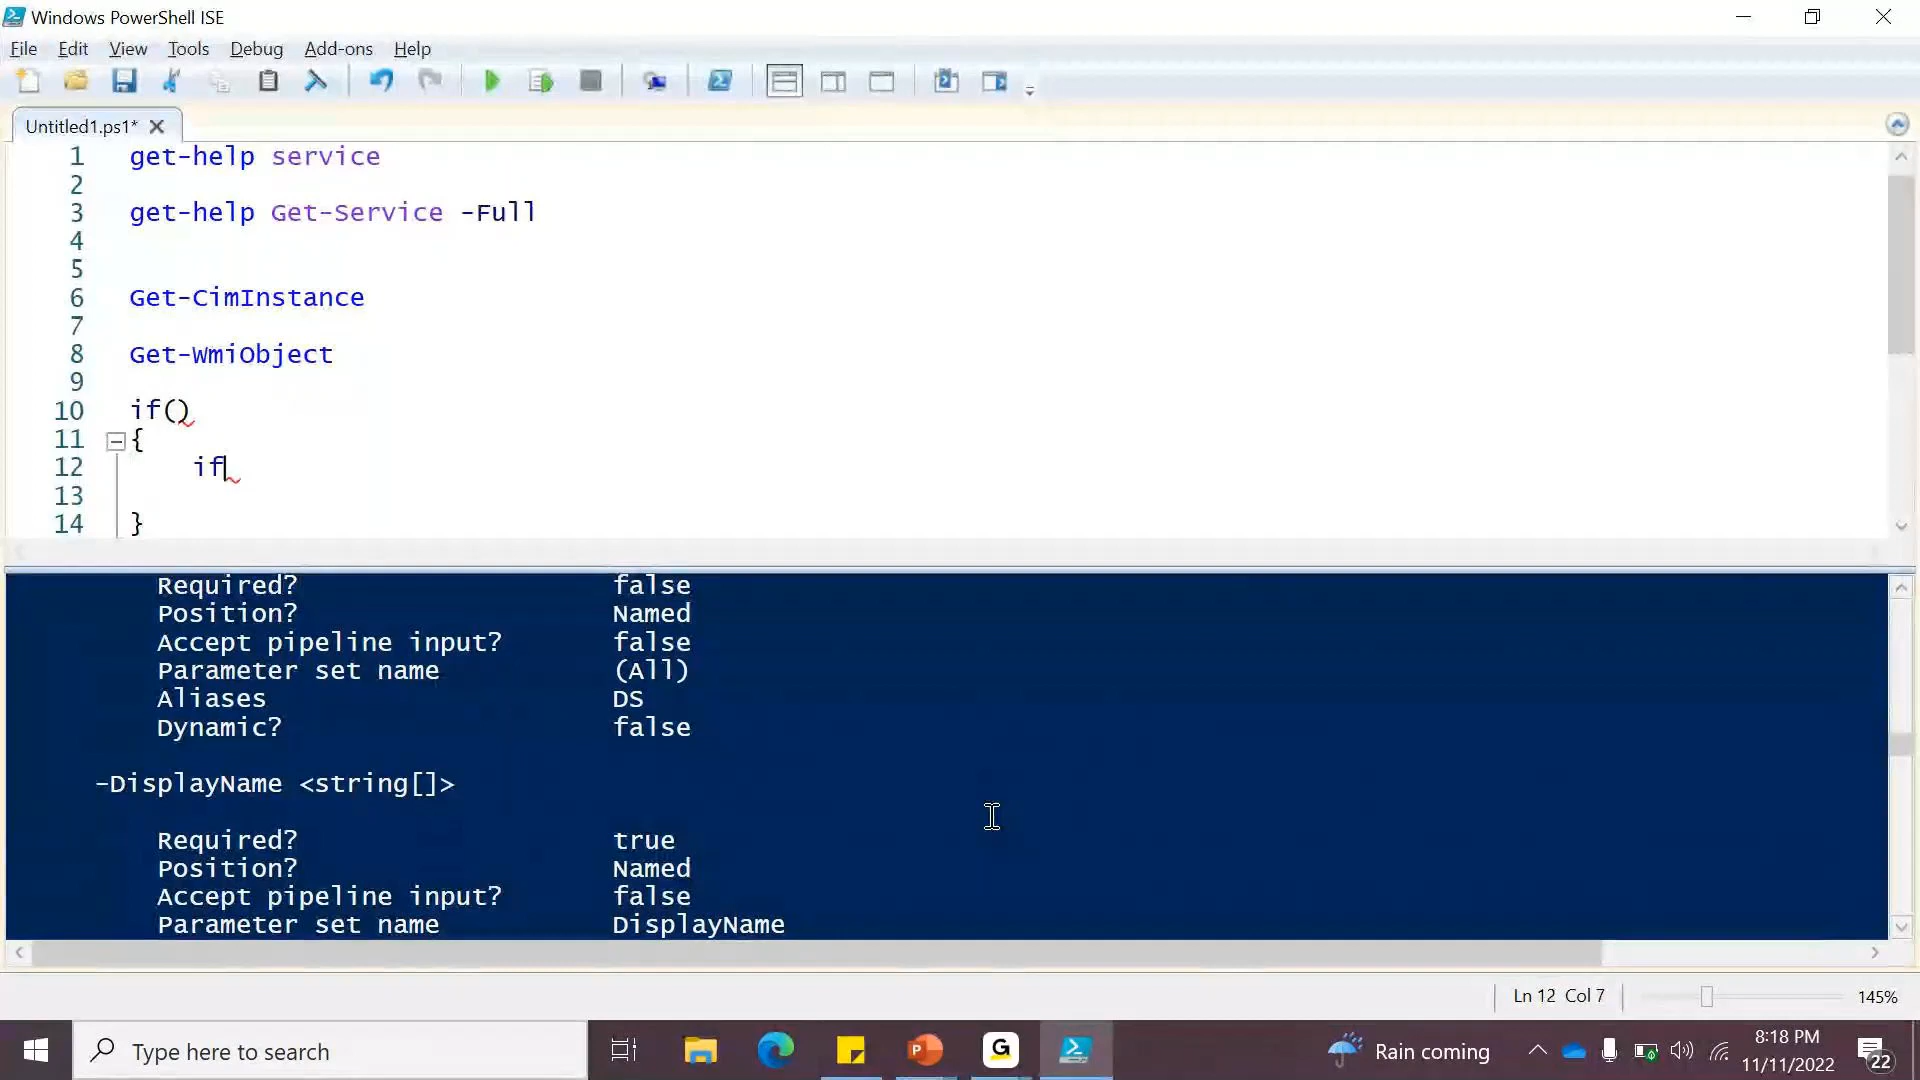 Windows PowerShell ISE
File Edit View Tools Debug Add-ons Help
Untitled1.ps1*
1 get-help service
2
3 get-help Get-Service -Full
4
5
6 Get-CimInstance
7
8 Get-WmiObject
9
10 if()
11 {
12 if
13
14 }
Required? false
Position? Named
Accept pipeline input? false
Parameter set name (All)
Aliases DS
Dynamic? false
-DisplayName <string[]>
Required? true
Position? Named
Accept pipeline input? false
Parameter set name DisplayName
Ln 12 Col 7 145%
Type here to search
P
G
Rain coming
8:18 PM
11/11/2022
22